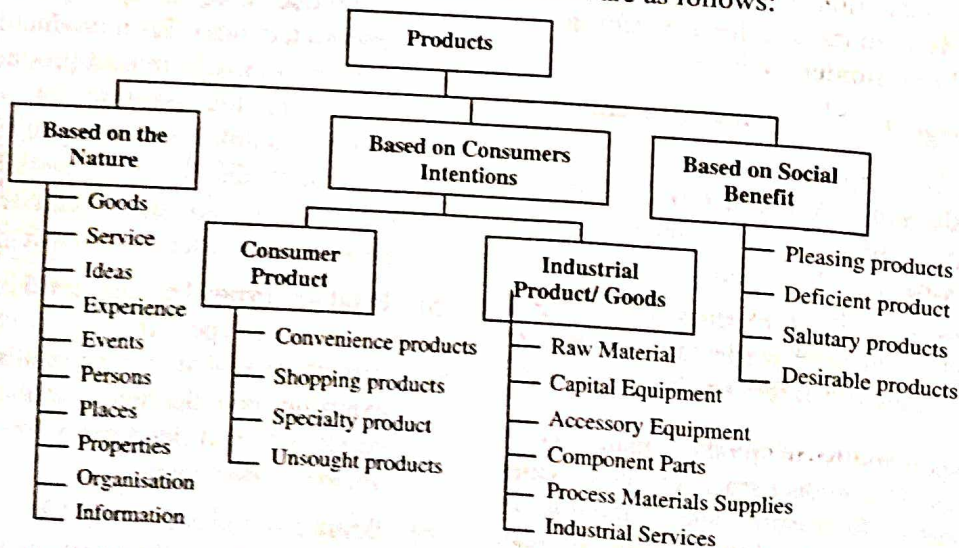 are as follows:
Products
Based on the
Nature
Goods
Service
Ideas
Experience
Events
Persons
Places
Properties
Organisation
Information
Based on Consumers
Intentions
Consumer
Product
Convenience products
Shopping products
Specialty product
Unsought products
Industrial
Product/ Goods
Raw Material
Capital Equipment
Accessory Equipment
Component Parts
Process Materials Supplies
Industrial Services
Based on Social
Benefit
Pleasing products
Deficient product
Salutary products
Desirable products